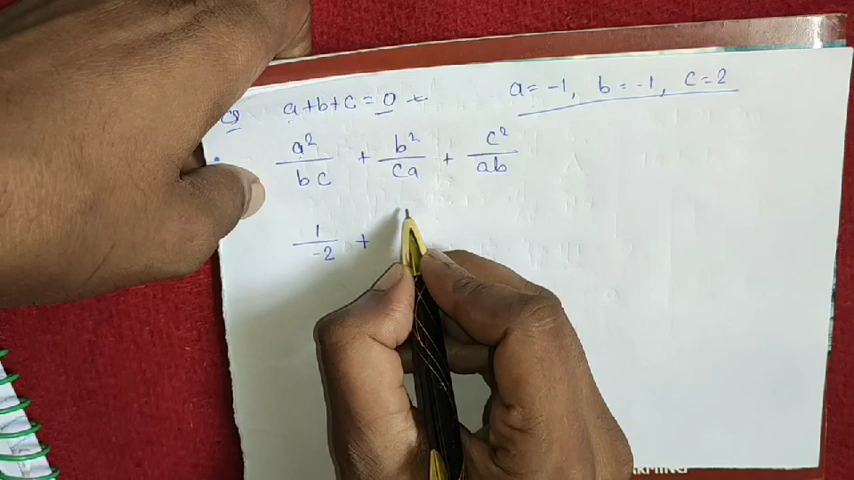 Q) a+b+c = 0 a = -1, b = -1, c = 2
a²/bc + b²/ca + c²/ab
1/-2 +